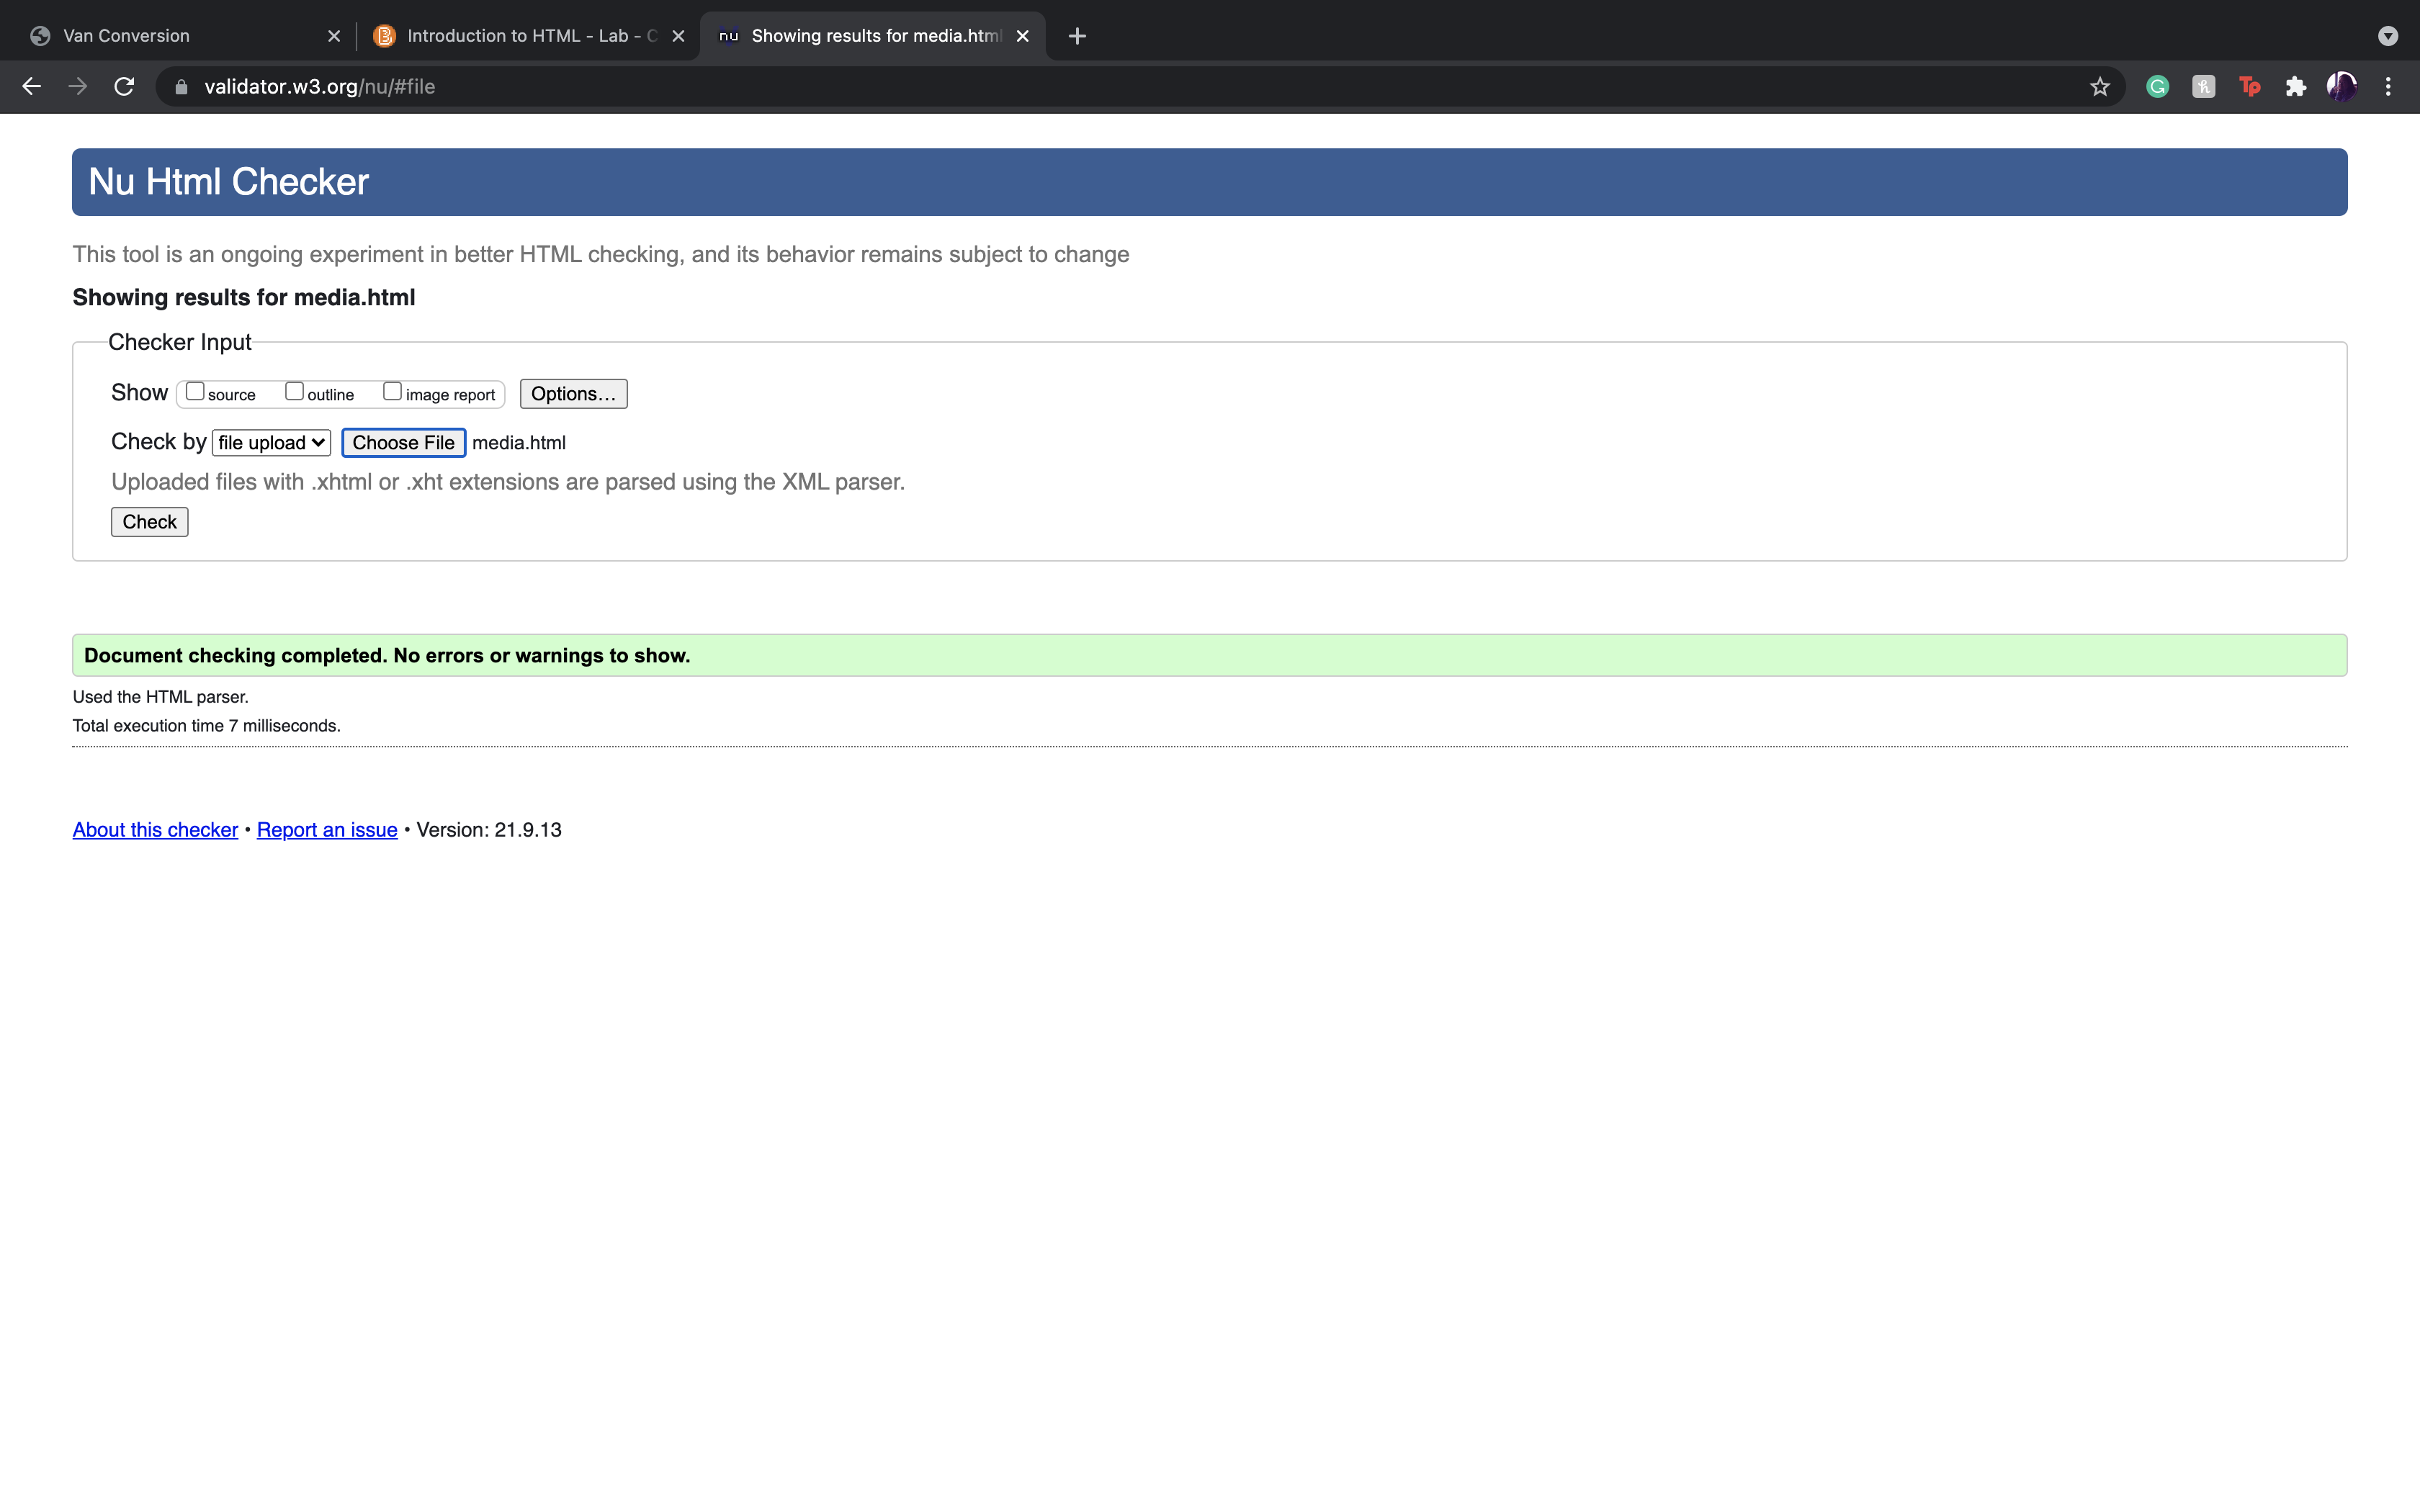 Van Conversion
Introduction to HTML - Lab - C
nu Showing results for media.html
validator.w3.org/nu/#file
Nu Html Checker
This tool is an ongoing experiment in better HTML checking, and its behavior remains subject to change
Showing results for media.html
Checker Input
Show source outline image report Options...
Check by file upload Choose File media.html
Uploaded files with .xhtml or .xht extensions are parsed using the XML parser.
Check
Document checking completed. No errors or warnings to show.
Used the HTML parser.
Total execution time 7 milliseconds.
About this checker • Report an issue • Version: 21.9.13